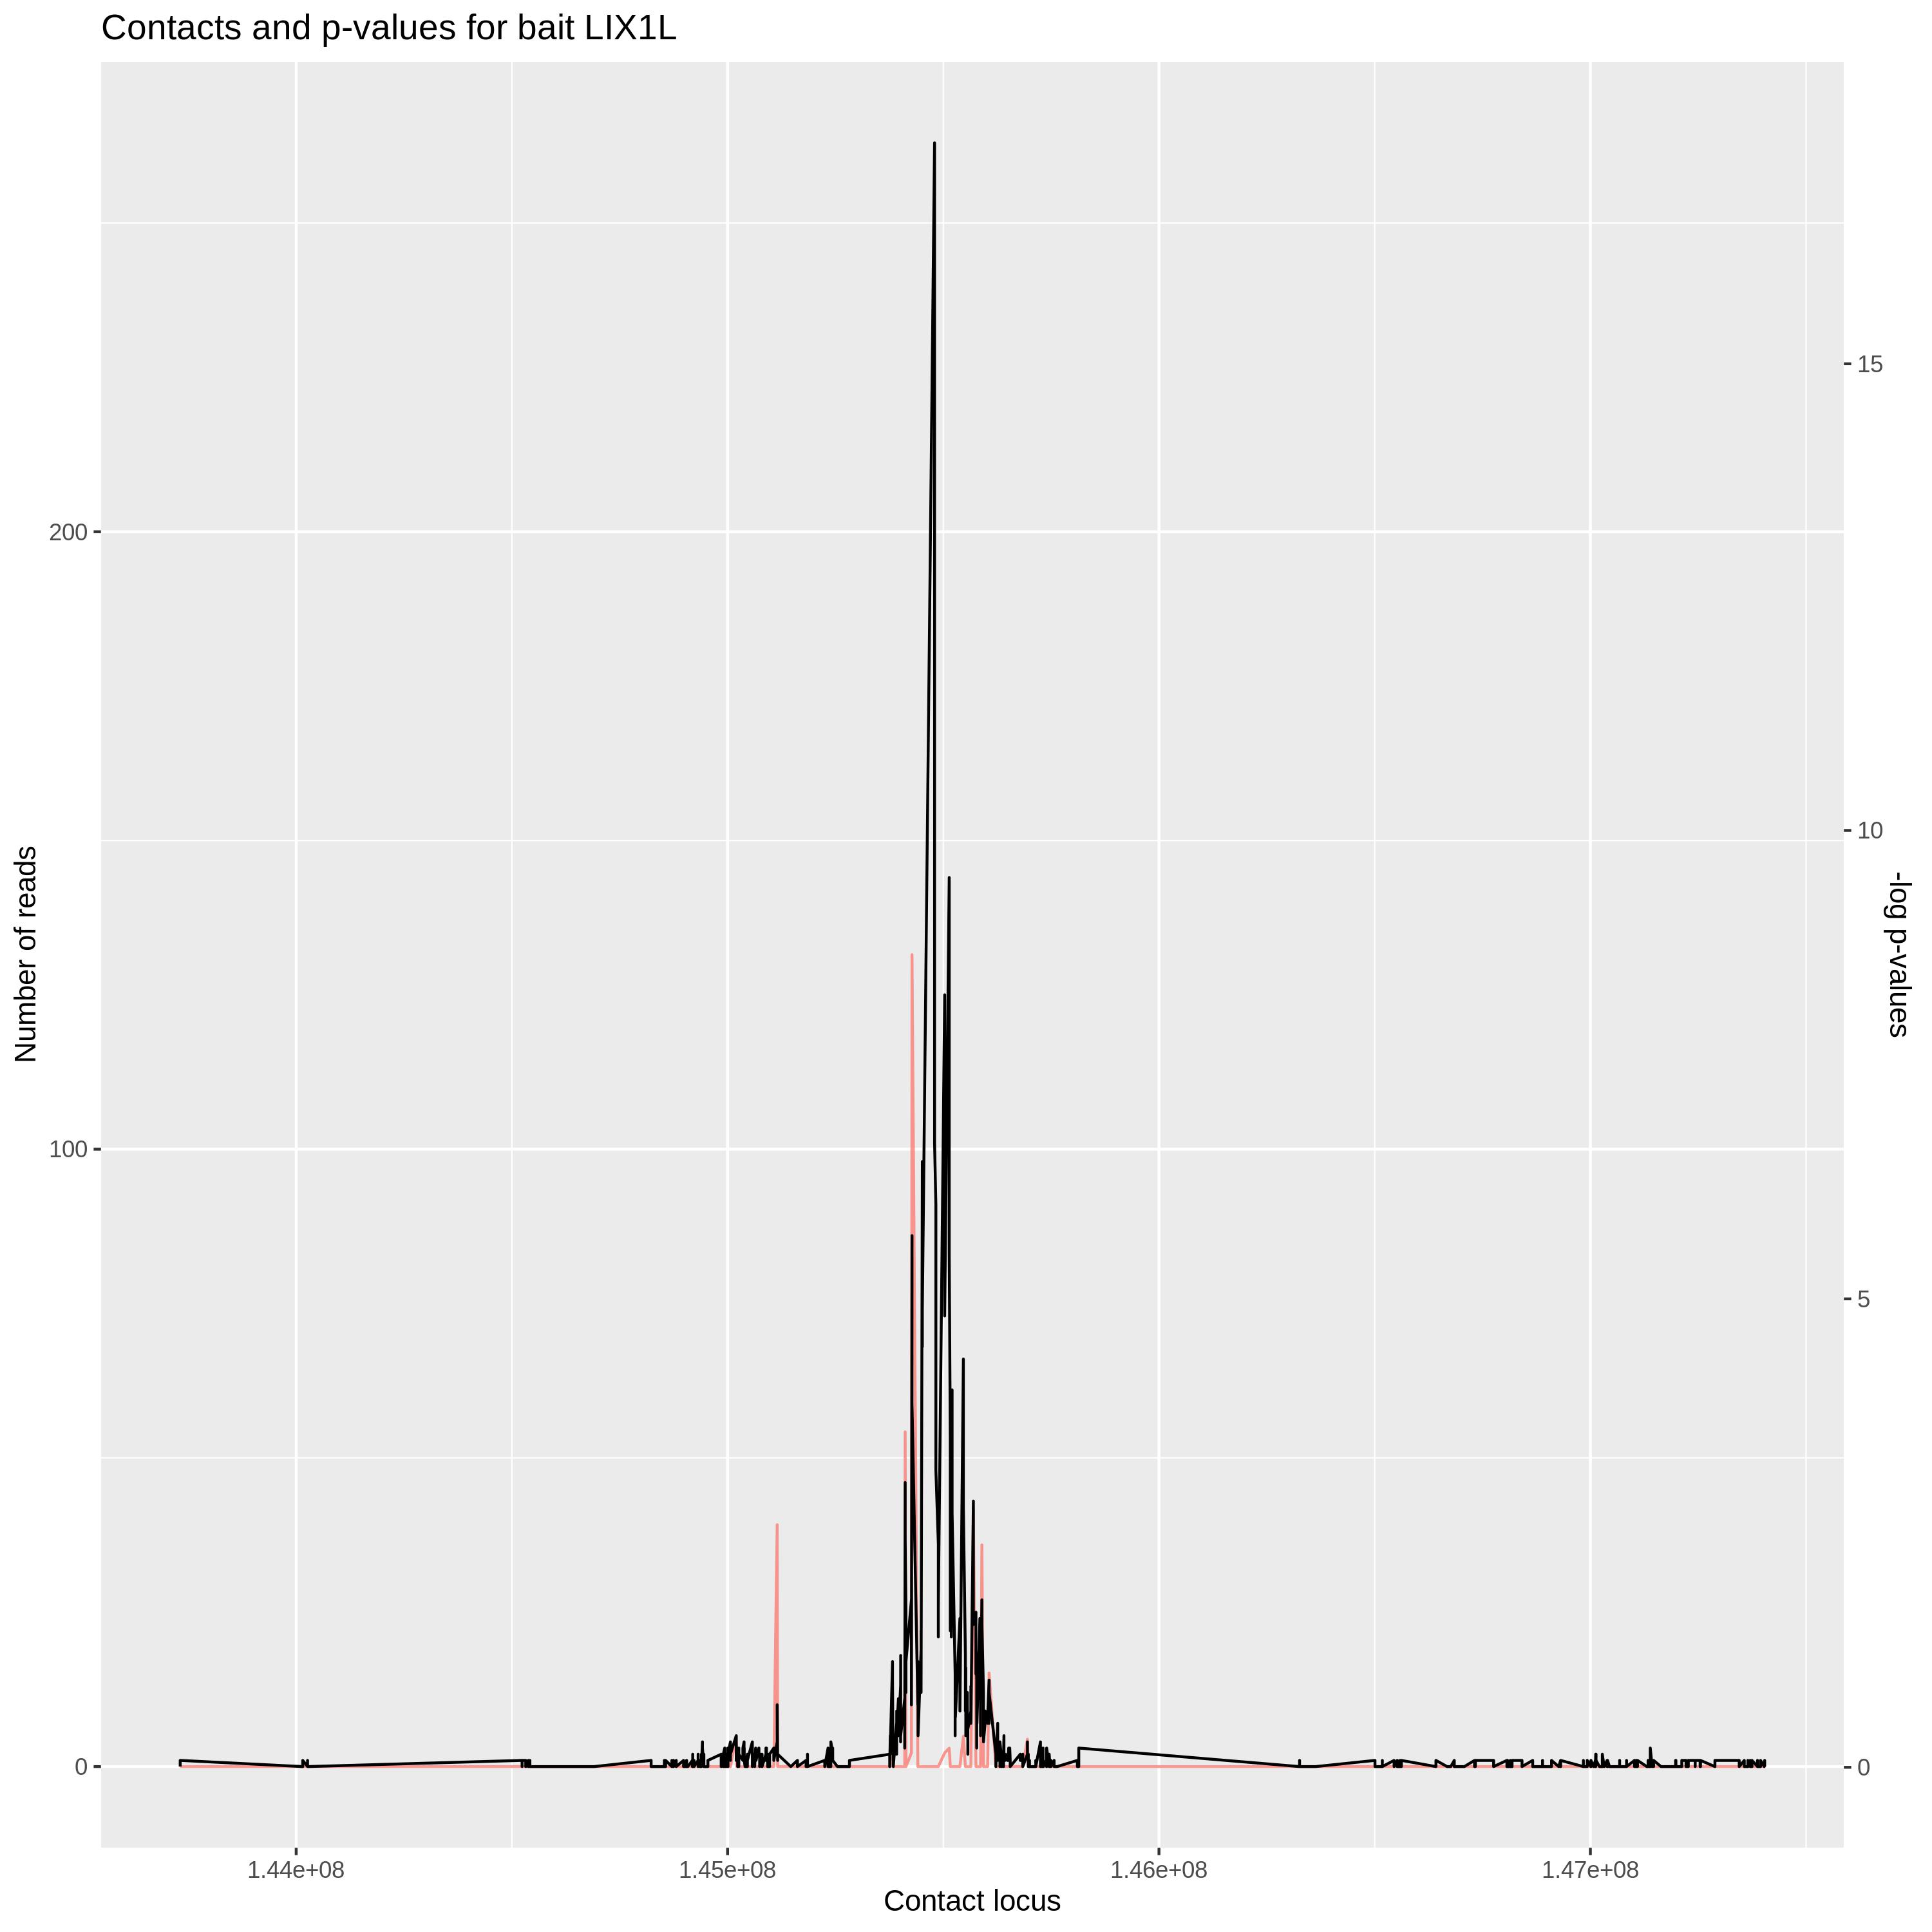 Contacts and p-values for bait LIX1L
Number of reads
200
100
0
15
10
5
0
-log p-values
1.44e+08
1.45e+08
1.46e+08
1.47e+08
Contact locus